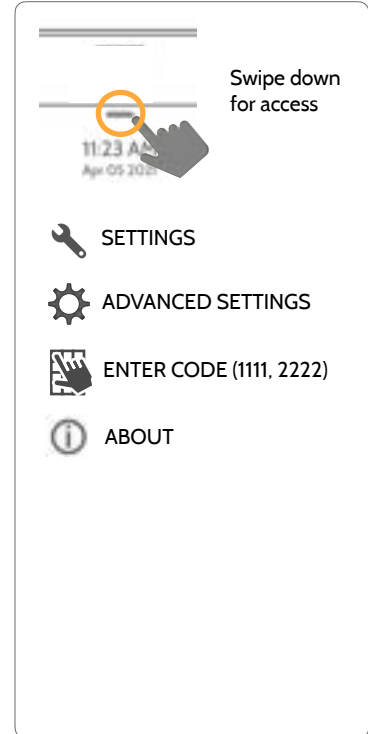 Swipe down
for access
11:23 AM
Apr 05 2021
SETTINGS
ADVANCED SETTINGS
ENTER CODE (1111, 2222)
ABOUT